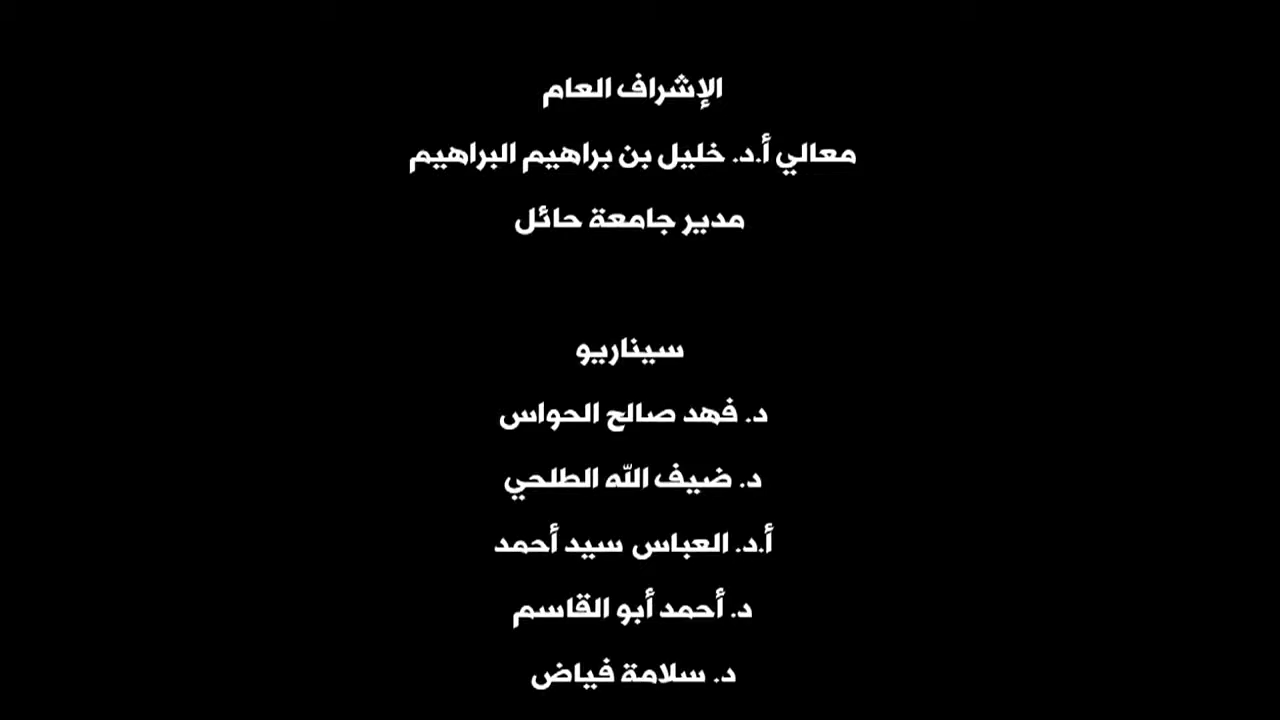 الإشراف العام
معالي أ.د. خليل بن براهيم البراهيم
مدير جامعة حائل
سيناريو
د. فهد صالح الحواس
د. ضيف الله الطلحي
أ.د. العباس سيد أحمد
د. أحمد أبو القاسم
د. سلامة فياض